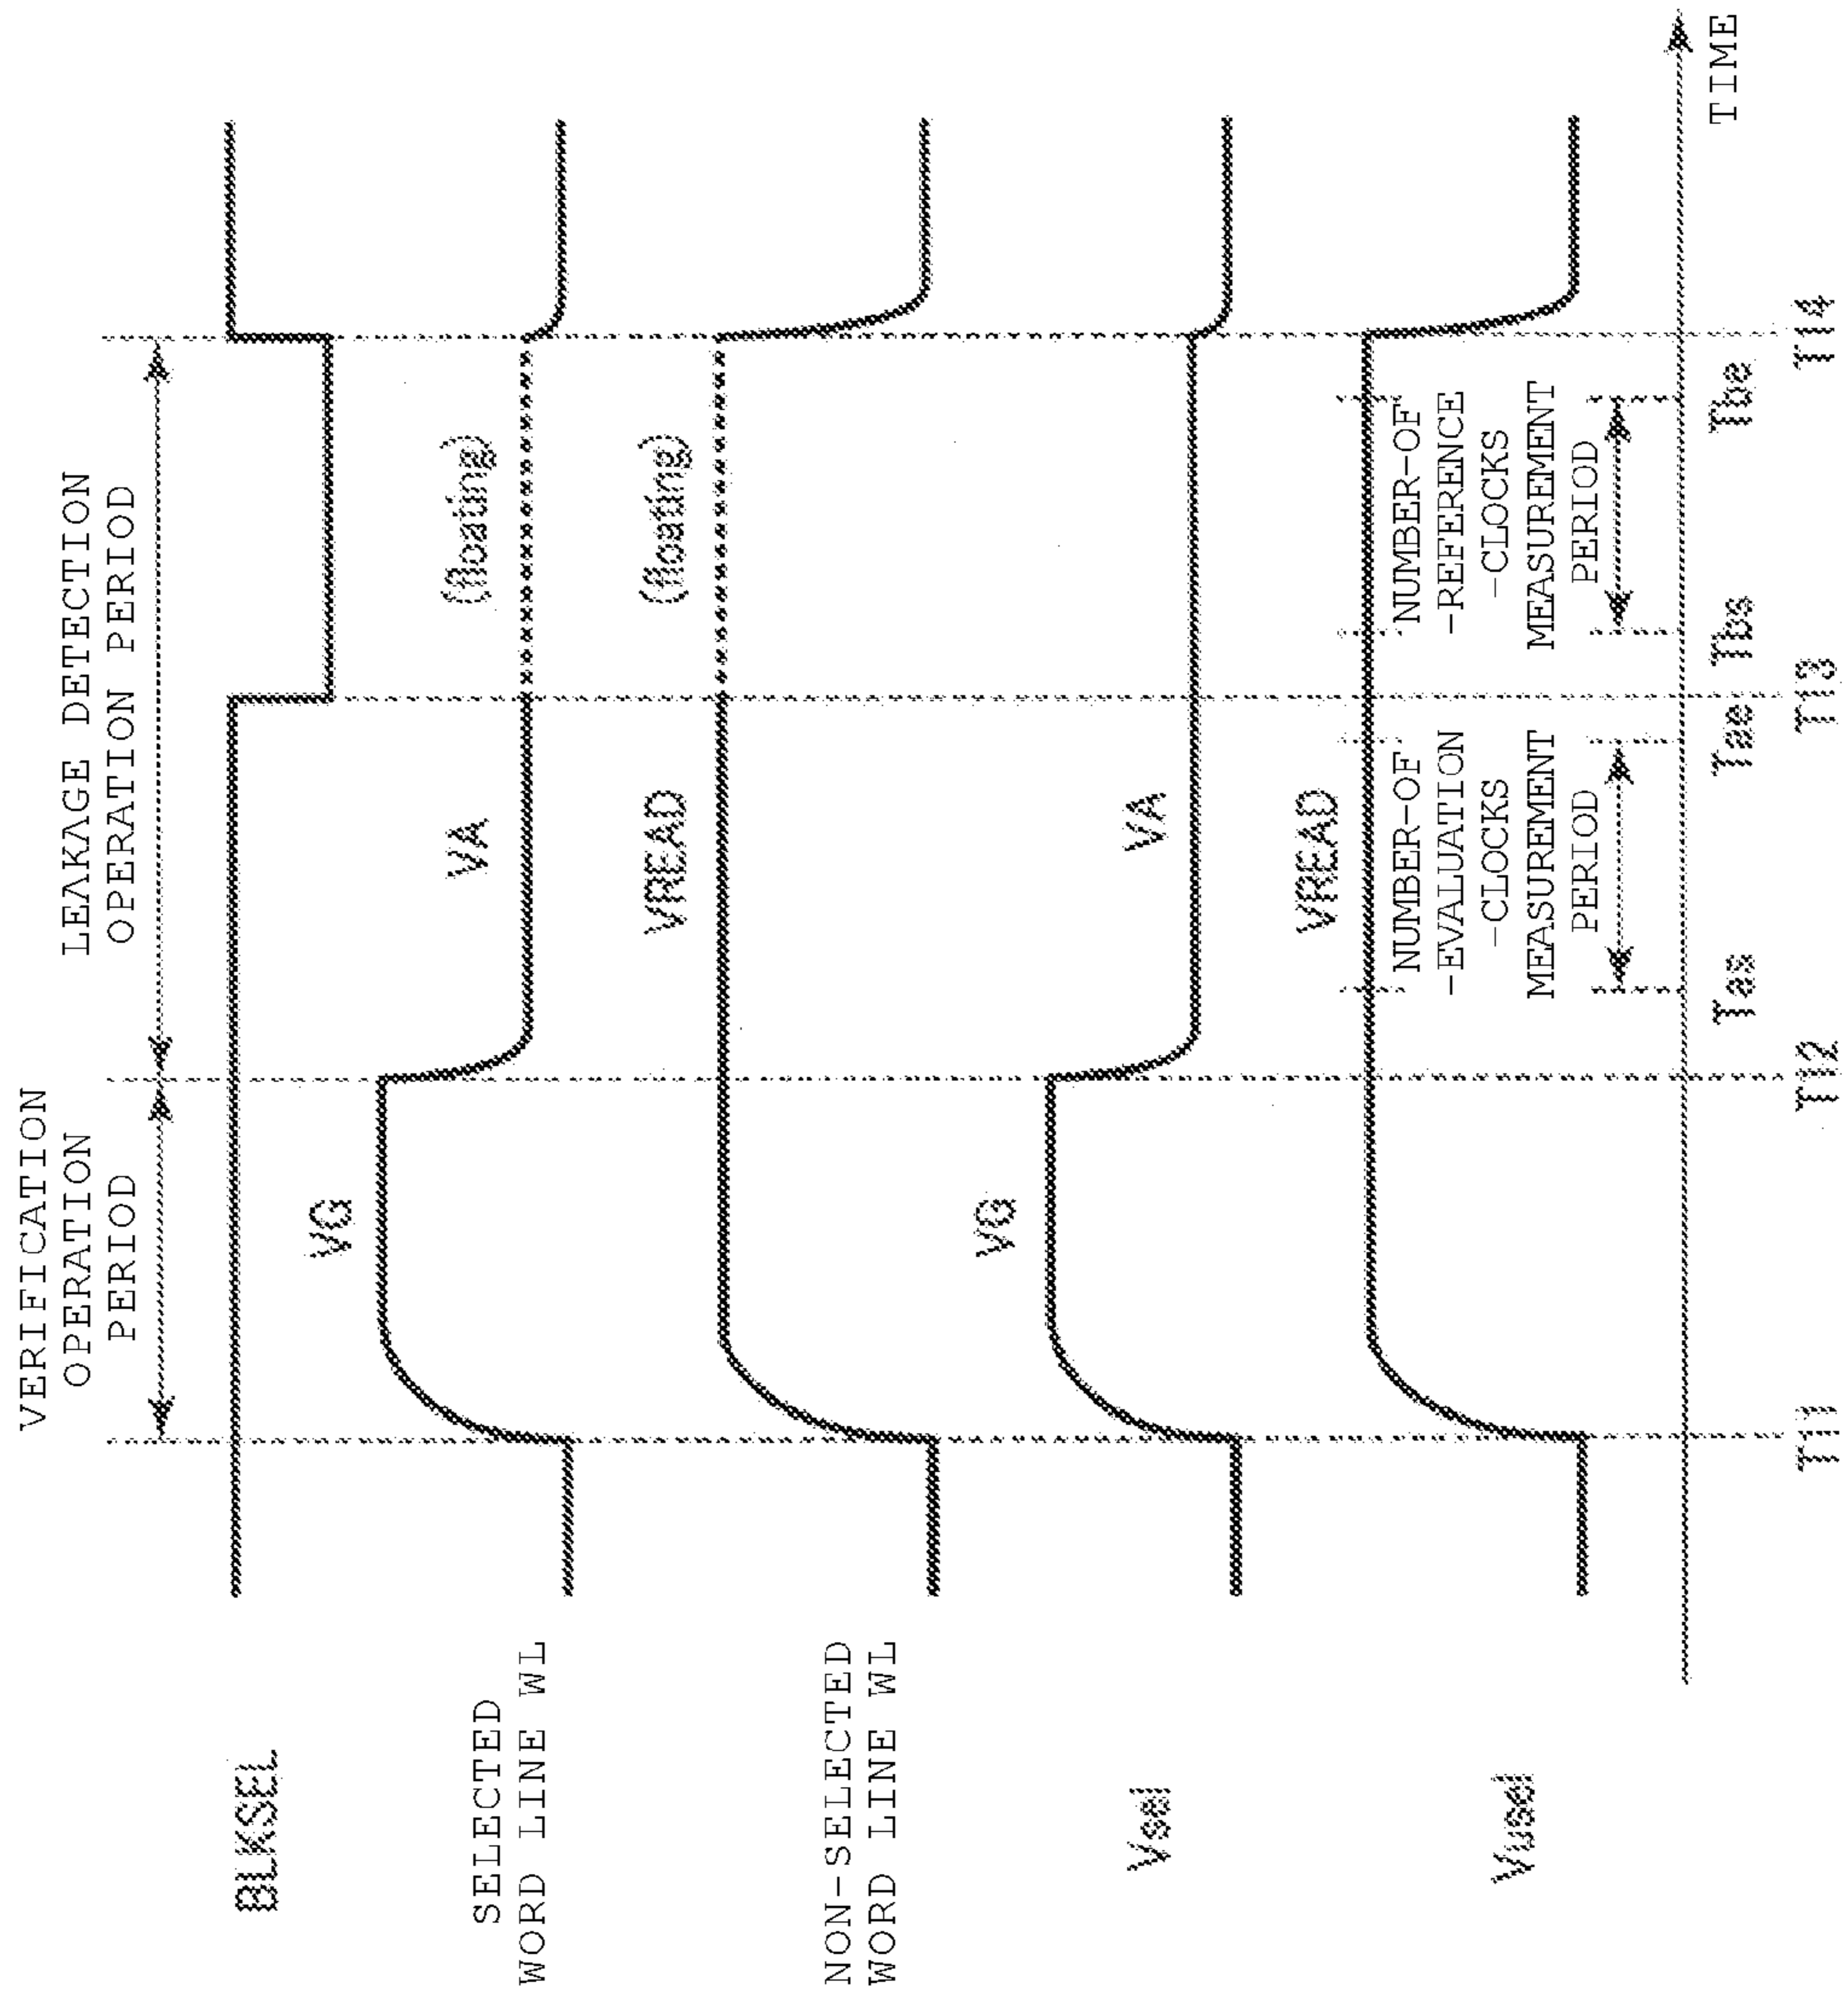 VERIFICATION
OPERATION
PERIOD
LEAKAGE DETECTION
OPERATION PERIOD
BLKSEL
SELECTED
WORD LINE WL
VG
VA
(floating)
NON-SELECTED
WORD LINE WL
VREAD
(floating)
Vsel
VG
VA
Vusel
VREAD
NUMBER-OF
-EVALUATION
-CLOCKS
MEASUREMENT
PERIOD
NUMBER-OF
-REFERENCE
-CLOCKS
MEASUREMENT
PERIOD
TIME
Tas
Tae
Tbs
Tbe
T11
T12
T13
T14